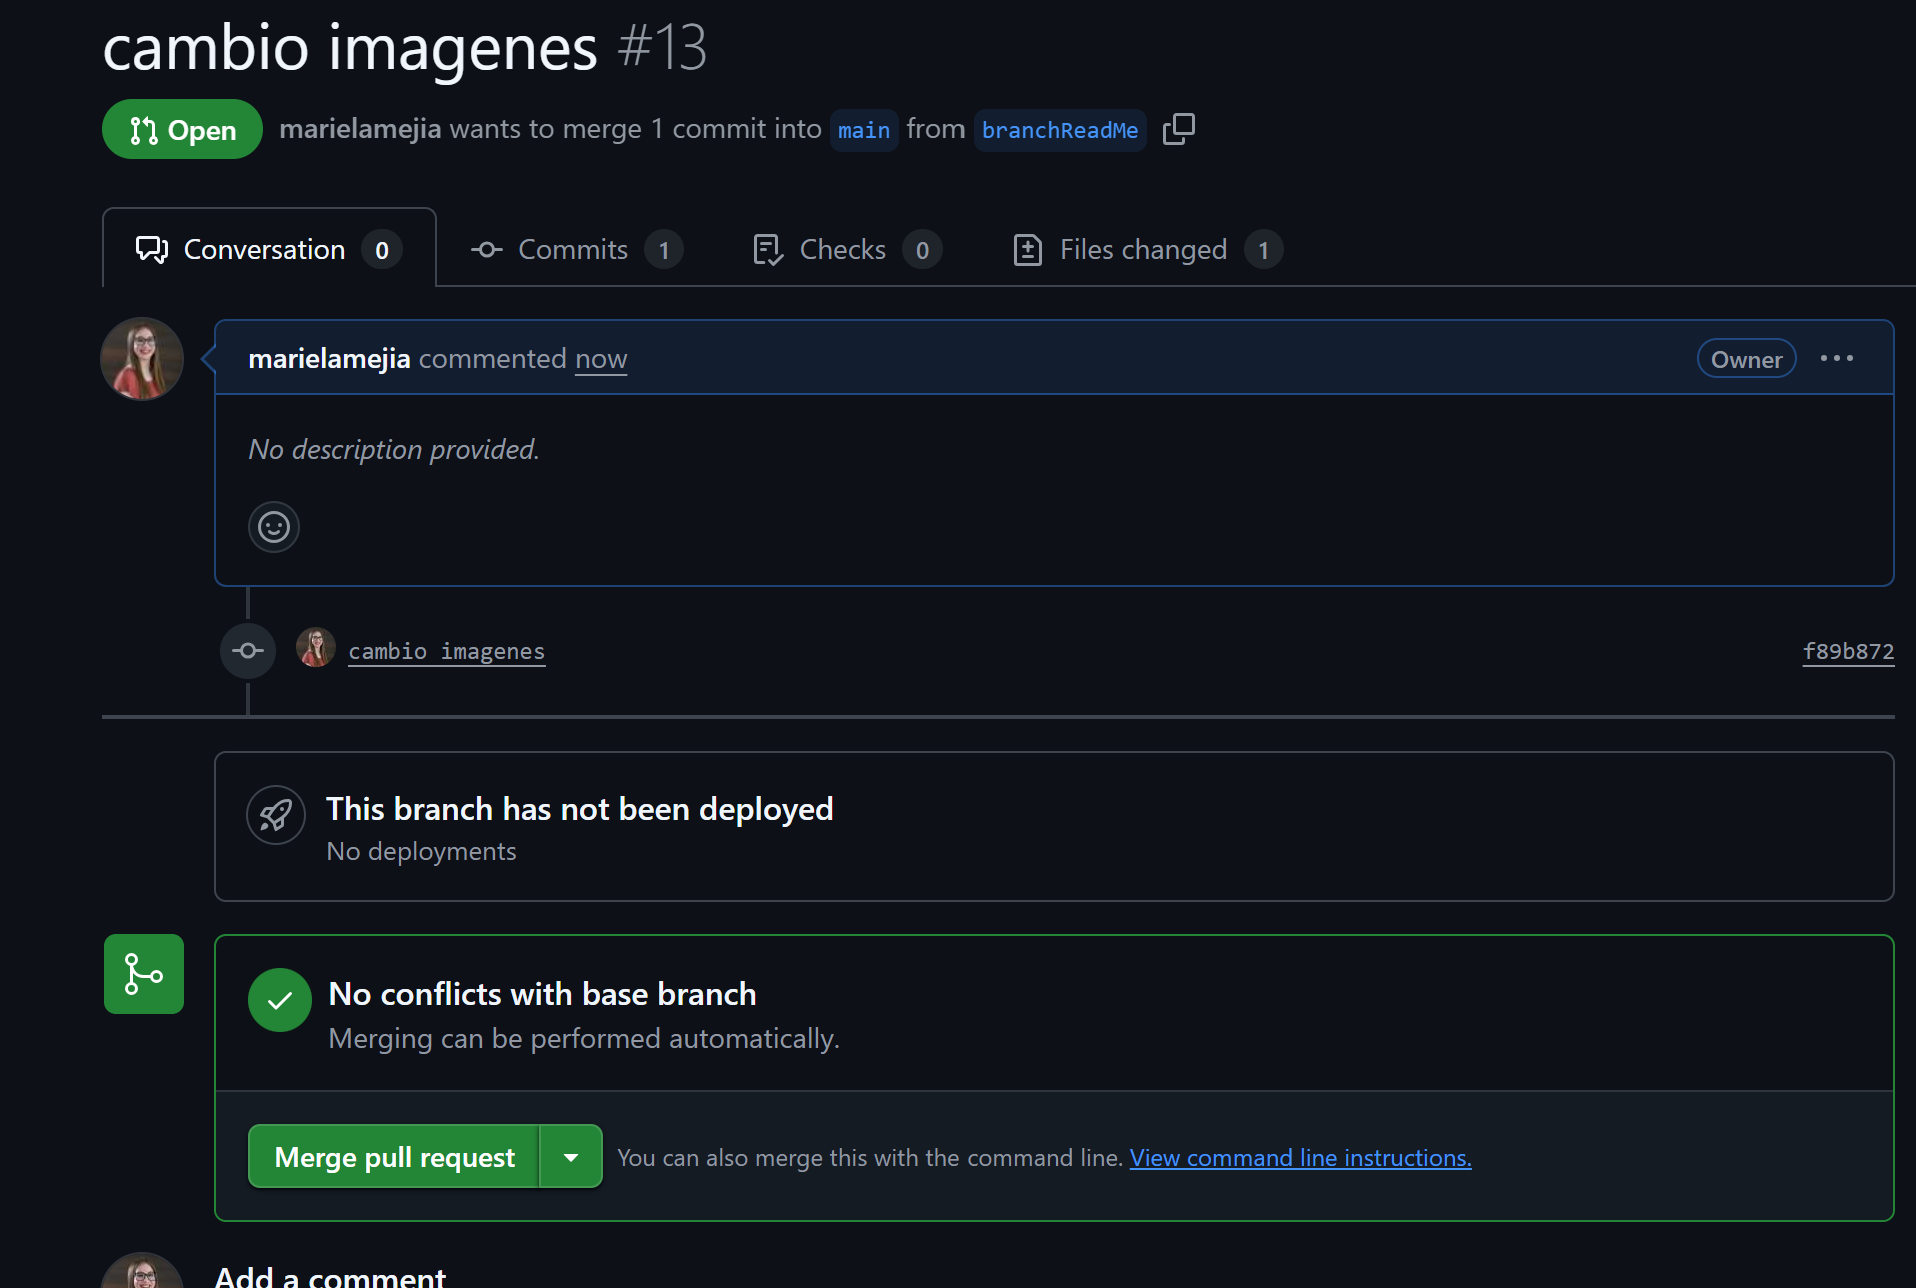 cambio imagenes #13
Open marielamejia wants to merge 1 commit into main from branchReadMe
Conversation 0 Commits 1 Checks 0 Files changed 1
marielamejia commented now Owner
No description provided.
cambio imagenes f89b872
This branch has not been deployed
No deployments
No conflicts with base branch
Merging can be performed automatically.
Merge pull request You can also merge this with the command line. View command line instructions.
Add a comment